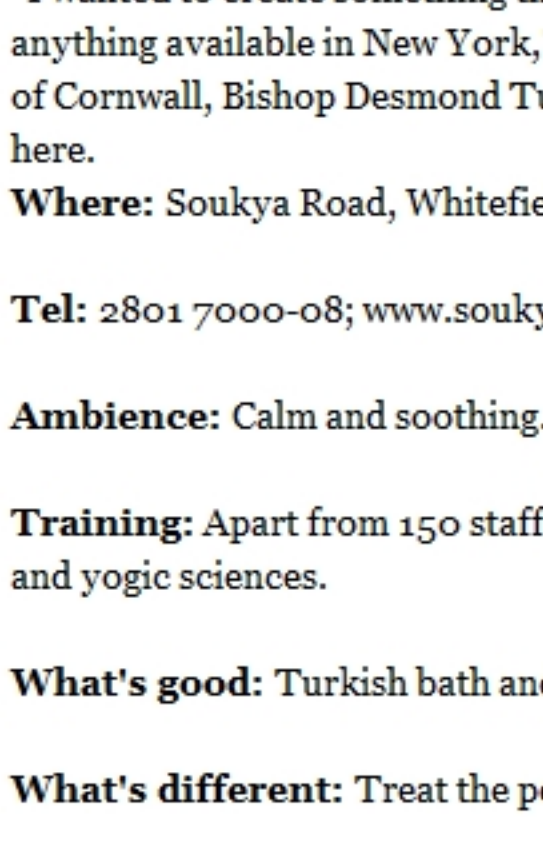 anything available in New York,
of Cornwall, Bishop Desmond
here.
Where: Soukya Road,
Tel: 2801 7000-08;
Ambience: Calm and soothing.
Training: Apart from 150 staff
and yogic sciences.
What's good: Turkish bath
What's different: Treat the